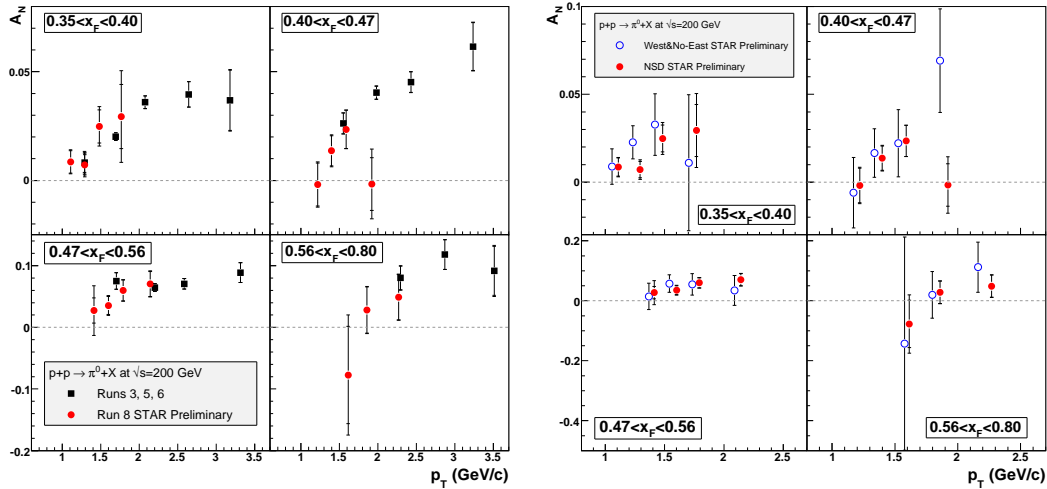 A_N
0.35<x_F<0.40
0.40<x_F<0.47
0.05
0
0.47<x_F<0.56
0.56<x_F<0.80
0.1
0
-0.1
-0.2
p+p → π⁰+X at √s=200 GeV
Runs 3, 5, 6
Run 8 STAR Preliminary
1 1.5 2 2.5 3 3.5 1 1.5 2 2.5 3 3.5
p_T (GeV/c) p_T (GeV/c)
A_N
0.1
p+p → π⁰+X at √s=200 GeV
West&No-East STAR Preliminary
NSD STAR Preliminary
0.40<x_F<0.47
0.05
0
0.35<x_F<0.40
0.2
0
-0.2
-0.4
0.47<x_F<0.56
0.56<x_F<0.80
1 1.5 2 2.5 1 1.5 2 2.5
p_T (GeV/c) p_T (GeV/c)